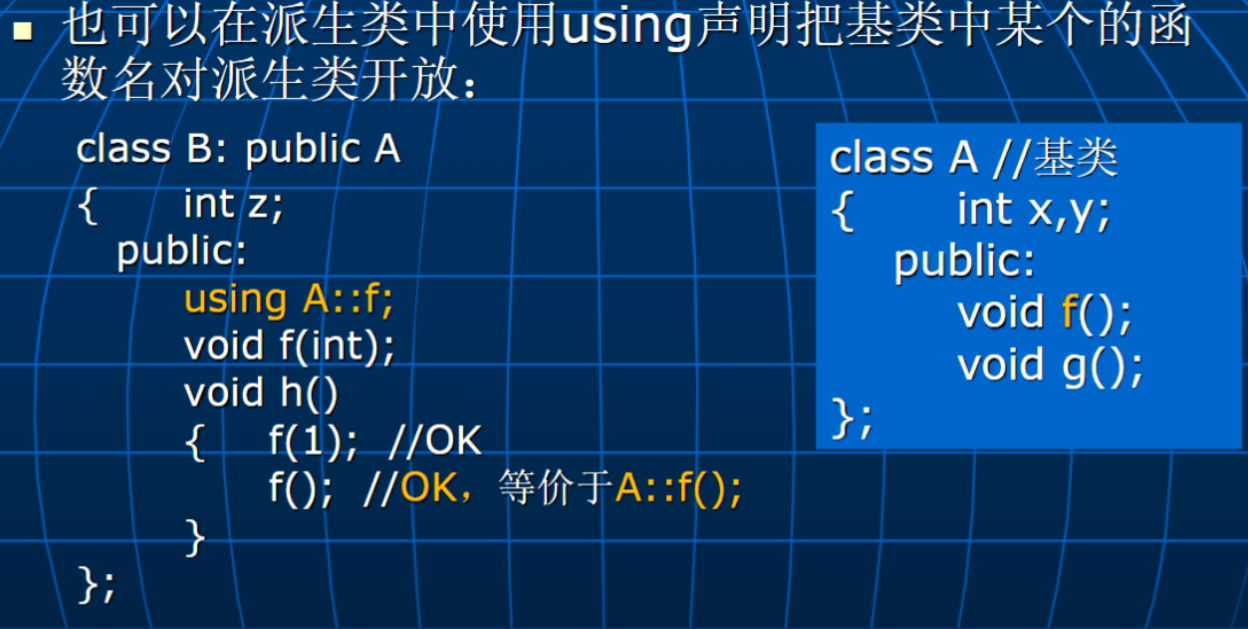 也可以在派生类中使用using声明把基类中某个的函
数名对派生类开放：
class B: public A
{ int z;
public:
using A::f;
void f(int);
void h()
{ f(1); //OK
f(); //OK，等价于A::f();
}
};
class A //基类
{ int x,y;
public:
void f();
void g();
};